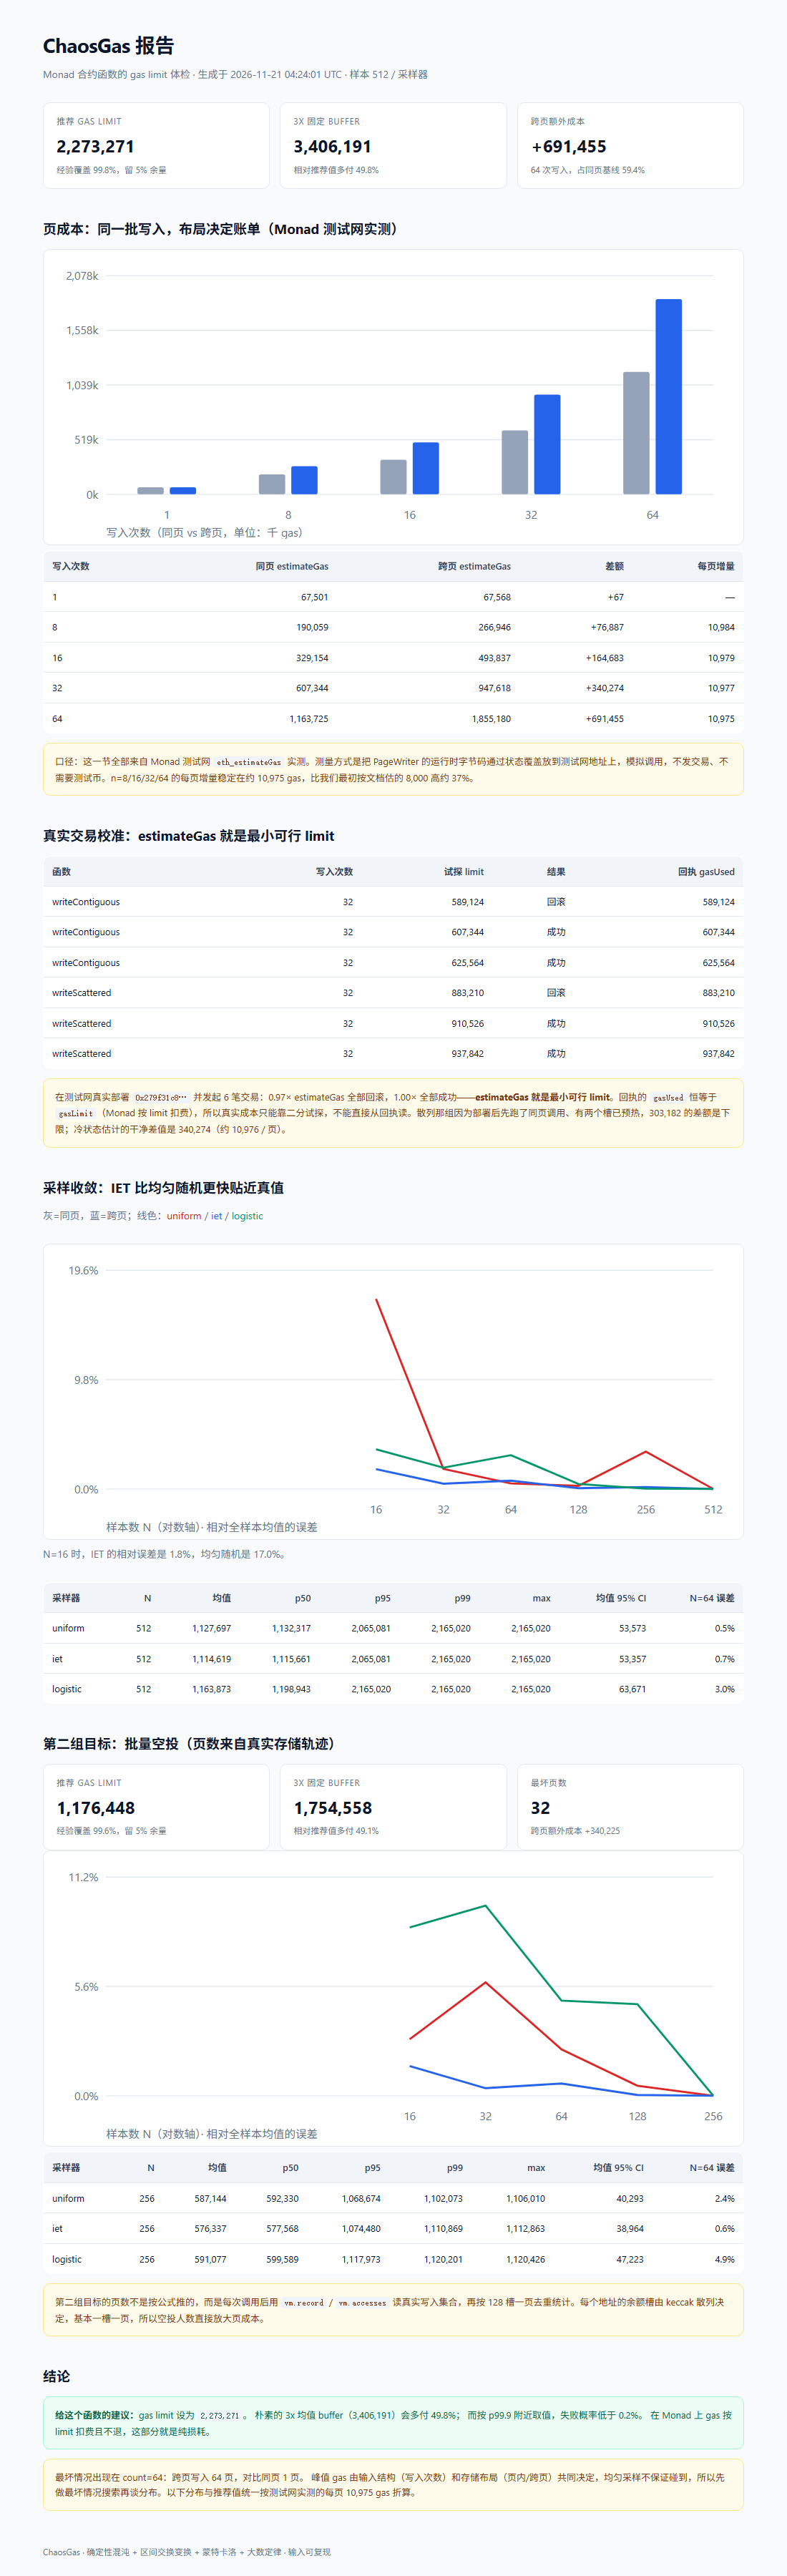 ChaosGas 报告
Monad 合约函数的 gas limit 体检 · 生成于 2026-11-21 04:24:01 UTC · 样本 512 / 采样器
推荐 GAS LIMIT
2,273,271
经验覆盖 99.8%，留 5% 余量
3X 固定 BUFFER
3,406,191
相对推荐值多付 49.8%
跨页额外成本
+691,455
64 次写入，占同页基线 59.4%
页成本：同一批写入，布局决定账单（Monad 测试网实测）
2,078k
1,558k
1,039k
519k
0k
1 8 16 32 64
写入次数（同页 vs 跨页，单位：千 gas）
写入次数 同页 estimateGas 跨页 estimateGas 差额 每页增量
1 67,501 67,568 +67 —
8 190,059 266,946 +76,887 10,984
16 329,154 493,837 +164,683 10,979
32 607,344 947,618 +340,274 10,977
64 1,163,725 1,855,180 +691,455 10,975
口径：这一节全部来自 Monad 测试网 eth_estimateGas 实测。测量方式是把 PageWriter 的运行时字节码通过状态覆盖放到测试网地址上，模拟调用，不发交易、不
需要测试币。n=8/16/32/64 的每页增量稳定在约 10,975 gas，比我们最初按文档估的 8,000 高约 37%。
真实交易校准：estimateGas 就是最小可行 limit
函数 写入次数 试探 limit 结果 回执 gasUsed
writeContiguous 32 589,124 回滚 589,124
writeContiguous 32 607,344 成功 607,344
writeContiguous 32 625,564 成功 625,564
writeScattered 32 883,210 回滚 883,210
writeScattered 32 910,526 成功 910,526
writeScattered 32 937,842 成功 937,842
在测试网真实部署 0x279f31c8… 并发起 6 笔交易：0.97× estimateGas 全部回滚，1.00× 全部成功——estimateGas 就是最小可行 limit。回执的 gasUsed 恒等于
gasLimit （Monad 按 limit 扣费），所以真实成本只能靠二分试探，不能直接从回执读。散列那组因为部署后先跑了同页调用、有两个槽已预热，303,182 的差额是下
限；冷状态估计的干净差值是 340,274（约 10,976 / 页）。
采样收敛：IET 比均匀随机更快贴近真值
灰=同页，蓝=跨页；线色：uniform / iet / logistic
19.6%
9.8%
0.0%
16 32 64 128 256 512
样本数 N（对数轴）· 相对全样本均值的误差
N=16 时，IET 的相对误差是 1.8%，均匀随机是 17.0%。
采样器 N 均值 p50 p95 p99 max 均值 95% CI N=64 误差
uniform 512 1,127,697 1,132,317 2,065,081 2,165,020 2,165,020 53,573 0.5%
iet 512 1,114,619 1,115,661 2,065,081 2,165,020 2,165,020 53,357 0.7%
logistic 512 1,163,873 1,198,943 2,165,020 2,165,020 2,165,020 63,671 3.0%
第二组目标：批量空投（页数来自真实存储轨迹）
推荐 GAS LIMIT
1,176,448
经验覆盖 99.6%，留 5% 余量
3X 固定 BUFFER
1,754,558
相对推荐值多付 49.1%
最坏页数
32
跨页额外成本 +340,225
11.2%
5.6%
0.0%
16 32 64 128 256
样本数 N（对数轴）· 相对全样本均值的误差
采样器 N 均值 p50 p95 p99 max 均值 95% CI N=64 误差
uniform 256 587,144 592,330 1,068,674 1,102,073 1,106,010 40,293 2.4%
iet 256 576,337 577,568 1,074,480 1,110,869 1,112,863 38,964 0.6%
logistic 256 591,077 599,589 1,117,973 1,120,201 1,120,426 47,223 4.9%
第二组目标的页数不是按公式推的，而是每次调用后用 vm.record / vm.accesses 读真实写入集合，再按 128 槽一页去重统计。每个地址的余额槽由 keccak 散列决
定，基本一槽一页，所以空投人数直接放大页成本。
结论
给这个函数的建议：gas limit 设为 2,273,271 。 朴素的 3x 均值 buffer（3,406,191）会多付 49.8%； 而按 p99.9 附近取值，失败概率低于 0.2%。 在 Monad 上 gas 按
limit 扣费且不退，这部分就是纯损耗。
最坏情况出现在 count=64：跨页写入 64 页，对比同页 1 页。 峰值 gas 由输入结构（写入次数）和存储布局（页内/跨页）共同决定，均匀采样不保证碰到，所以先
做最坏情况搜索再谈分布。以下分布与推荐值统一按测试网实测的每页 10,975 gas 折算。
ChaosGas · 确定性混沌 + 区间交换变换 + 蒙特卡洛 + 大数定律 · 输入可复现